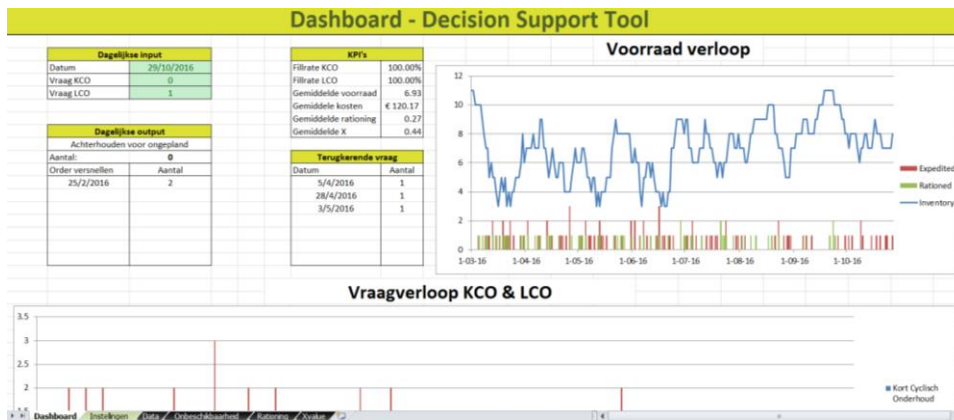 Dashboard - Decision Support Tool
Dagelijkse input
Datum 29/10/2016
Vraag KCO 0
Vraag LCO 1
Dagelijkse output
Achterhouden voor ongepland
Aantal: 0
Order versnellen Aantal
25/2/2016 2
KPI's
Fillrate KCO 100.00%
Fillrate LCO 100.00%
Gemiddelde voorraad 6.93
Gemiddele kosten € 120.17
Gemiddelde rationing 0.27
Gemiddelde X 0.44
Terugkerende vraag
Datum Aantal
5/4/2016 1
28/4/2016 1
3/5/2016 1
Voorraad verloop
12
10
8
6
4
2
0
1-03-16 1-04-16 1-05-16 1-06-16 1-07-16 1-08-16 1-09-16 1-10-16
Expedited
Rationed
Inventory
Vraagverloop KCO & LCO
3.5
3
2.5
2
1.5
Kort Cyclisch
Onderhoud
Dashboard Instelingen Data Onbeschikbaarheid Rationing Xvalue